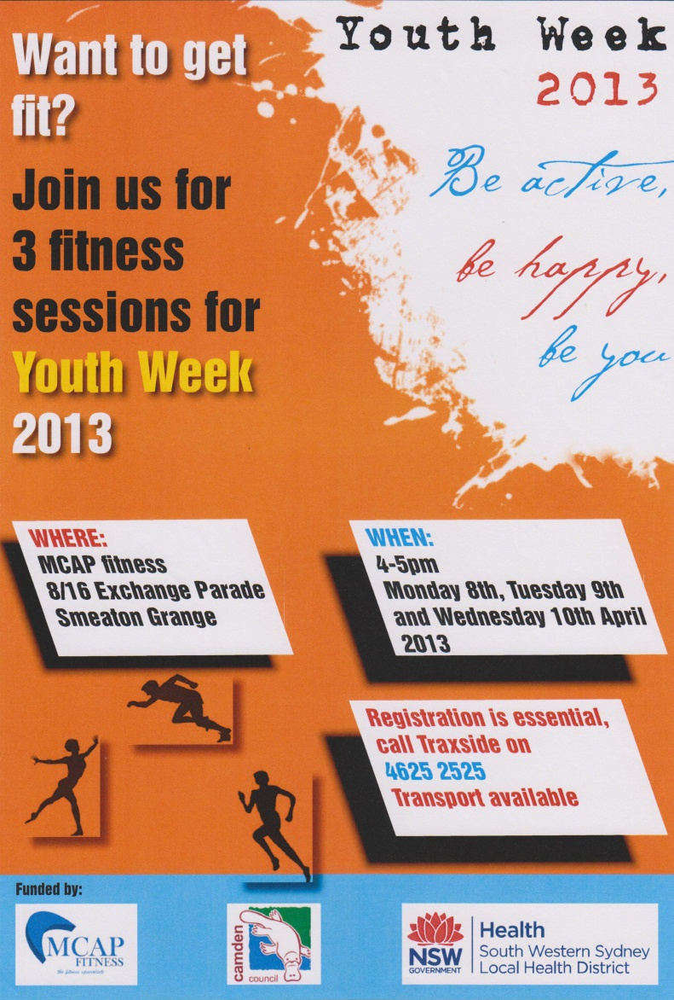 Want to get
fit?
Join us for
3 fitness
sessions for
Youth Week
2013
Youth Week
2013
Be active,
be happy,
be you
WHERE:
MCAP fitness
8/16 Exchange Parade
Smeaton Grange
WHEN:
4-5pm
Monday 8th, Tuesday 9th
and Wednesday 10th April
2013
Registration is essential,
call Traxside on
4625 2525
Transport available
Funded by:
MCAP
FITNESS
the fitness specialists
camden
council
NSW
GOVERNMENT
Health
South Western Sydney
Local Health District